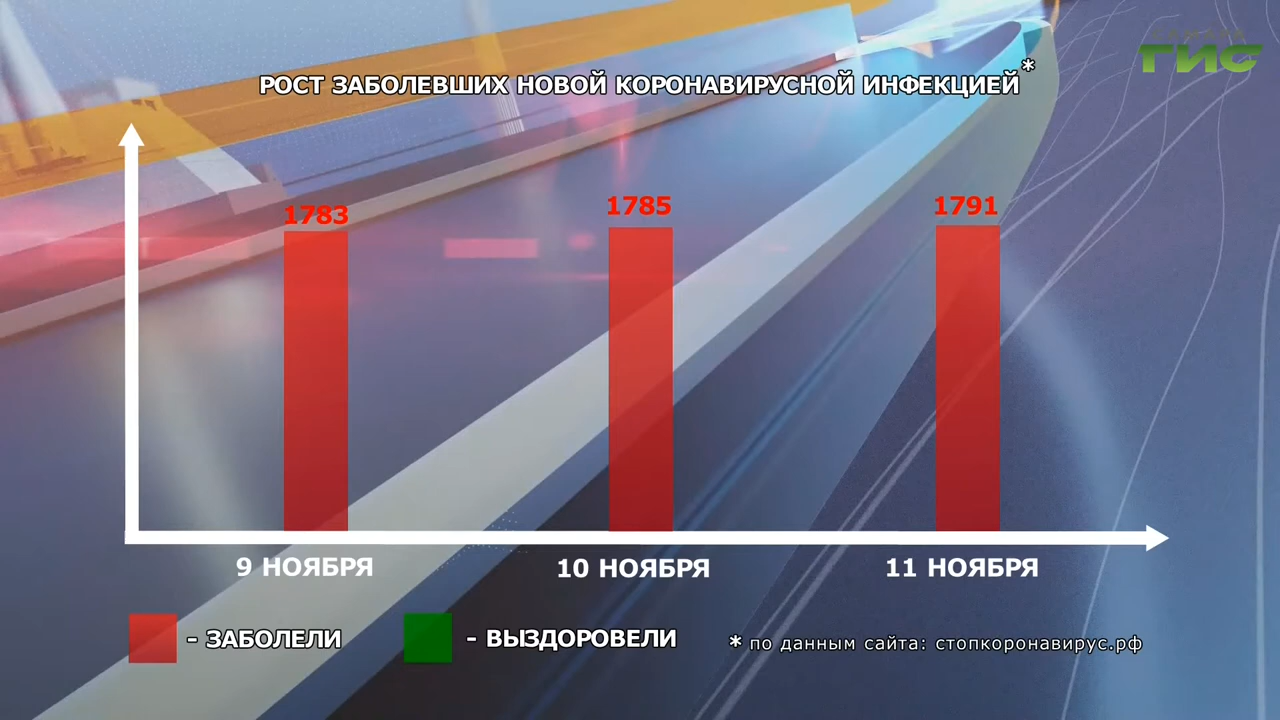 САМАРА
ГИС
РОСТ ЗАБОЛЕВШИХ НОВОЙ КОРОНАВИРУСНОЙ ИНФЕКЦИЕЙ*
1783
1785
1791
9 НОЯБРЯ
10 НОЯБРЯ
11 НОЯБРЯ
- ЗАБОЛЕЛИ
- ВЫЗДОРОВЕЛИ
* по данным сайта: стопкоронавирус.рф